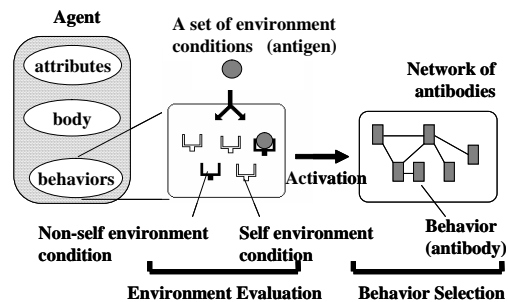 Agent
attributes
body
behaviors
A set of environment
conditions (antigen)
Activation
Network of
antibodies
Non-self environment
condition
Self environment
condition
Behavior
(antibody)
Environment Evaluation
Behavior Selection